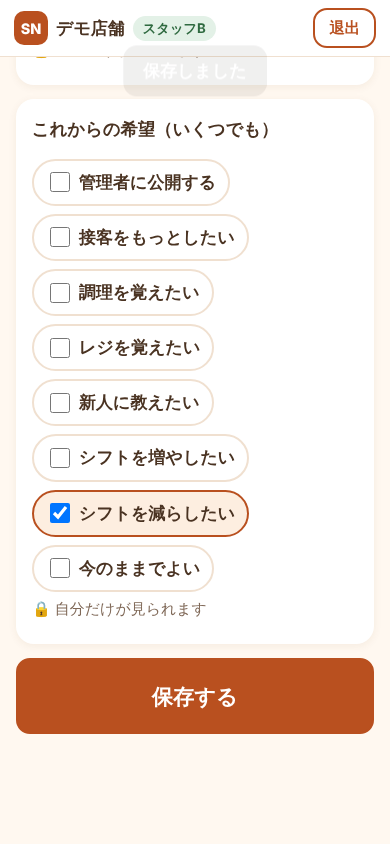 SN デモ店舗 スタッフB 退出
保存しました
これからの希望（いくつでも）
管理者に公開する
接客をもっとしたい
調理を覚えたい
レジを覚えたい
新人に教えたい
シフトを増やしたい
シフトを減らしたい
今のままでよい
🔒 自分だけが見られます
保存する